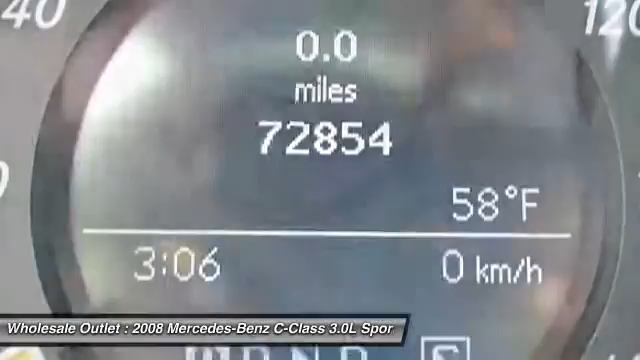 40
120
0.0
miles
72854
58°F
3:06
0 km/h
Wholesale Outlet : 2008 Mercedes-Benz C-Class 3.0L Spor
S